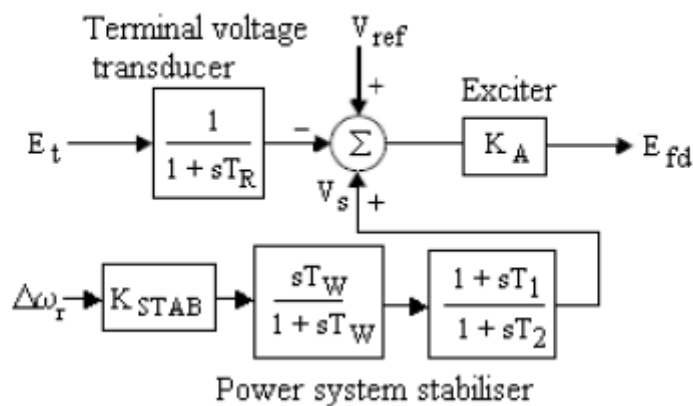 Terminal voltage
transducer
V_ref
+
Exciter
E_t
1
1 + sT_R
−
Σ
K_A
E_fd
V_s
+
Δω_r
K_STAB
sT_W
1 + sT_W
1 + sT_1
1 + sT_2
Power system stabiliser